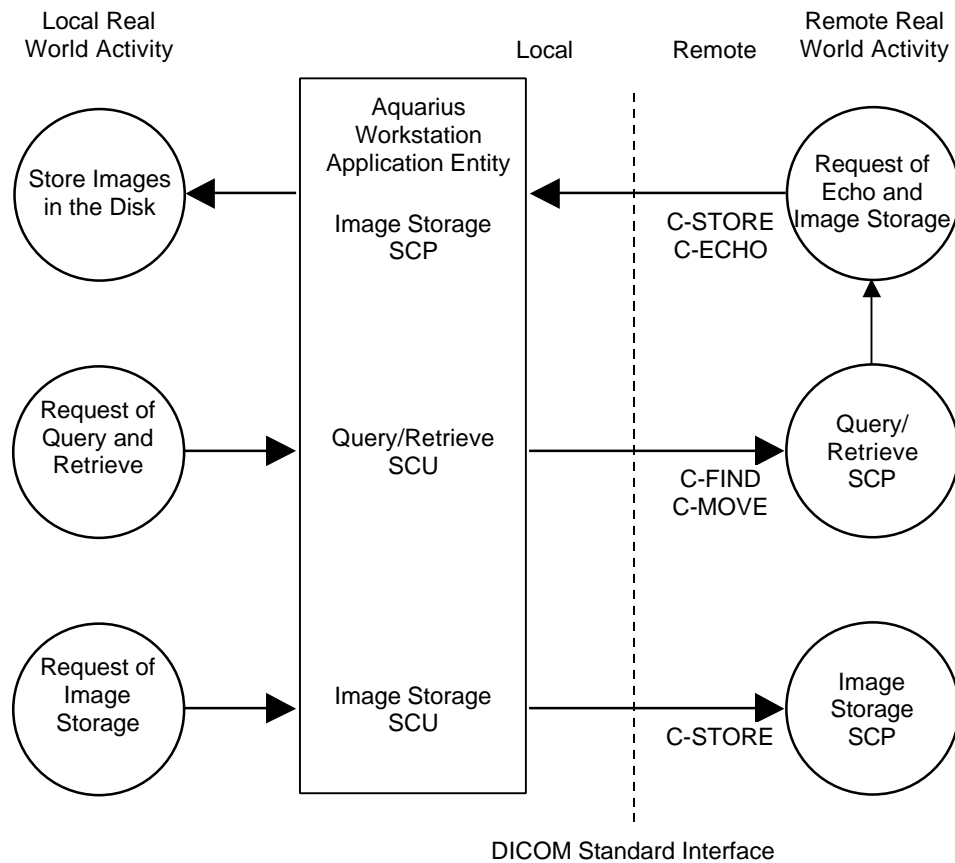 Local Real
World Activity
Local
Remote
Remote Real
World Activity
Aquarius
Workstation
Application Entity
Store Images
in the Disk
Image Storage
SCP
C-STORE
C-ECHO
Request of
Echo and
Image Storage
Request of
Query and
Retrieve
Query/Retrieve
SCU
C-FIND
C-MOVE
Query/
Retrieve
SCP
Request of
Image
Storage
Image Storage
SCU
C-STORE
Image
Storage
SCP
DICOM Standard Interface